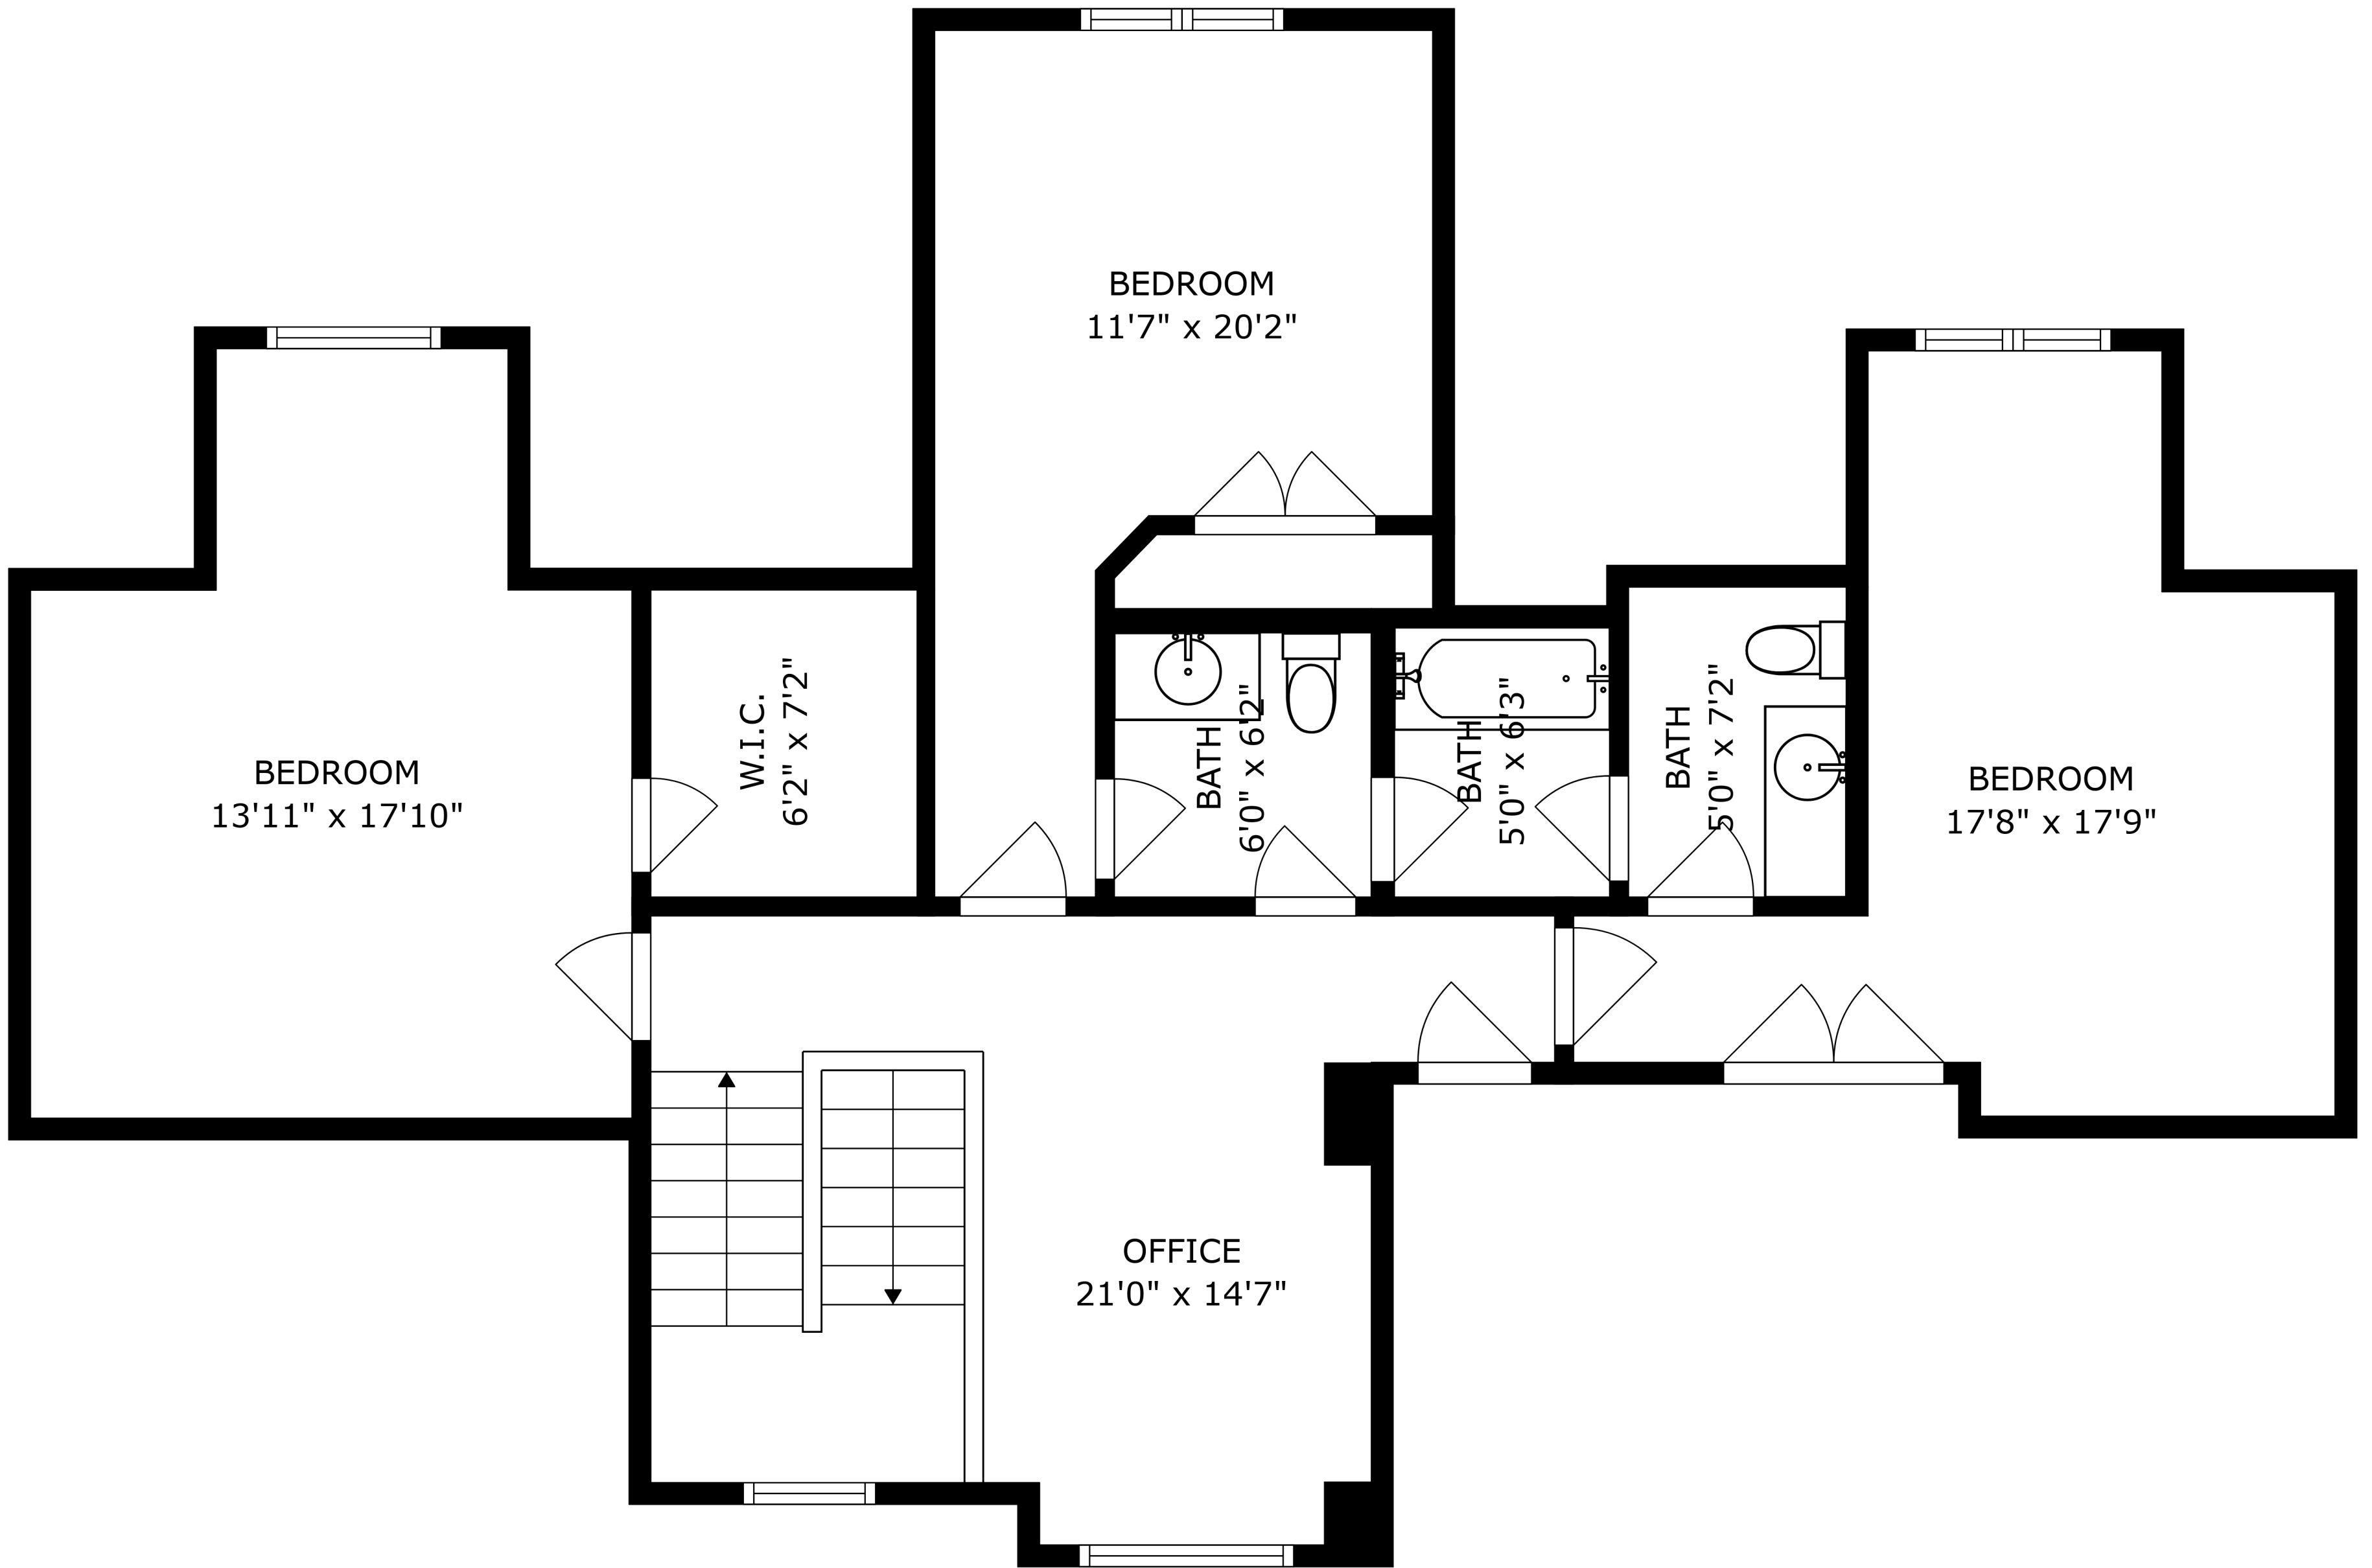 BEDROOM
11'7" x 20'2"
BEDROOM
13'11" x 17'10"
W.I.C.
6'2" x 7'2"
BATH
6'0" x 6'2"
BATH
5'0" x 6'3"
BATH
5'0" x 7'2"
BEDROOM
17'8" x 17'9"
OFFICE
21'0" x 14'7"